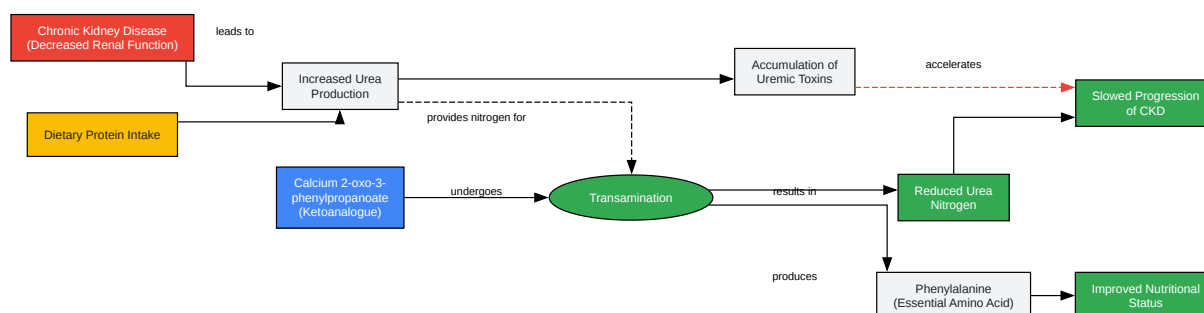 Chronic Kidney Disease
(Decreased Renal Function)
leads to
Increased Urea
Production
Accumulation of
Uremic Toxins
accelerates
Slowed Progression
of CKD
Dietary Protein Intake
provides nitrogen for
Calcium 2-oxo-3-
phenylpropanoate
(Ketoanalogue)
undergoes
Transamination
results in
Reduced Urea
Nitrogen
produces
Phenylalanine
(Essential Amino Acid)
Improved Nutritional
Status